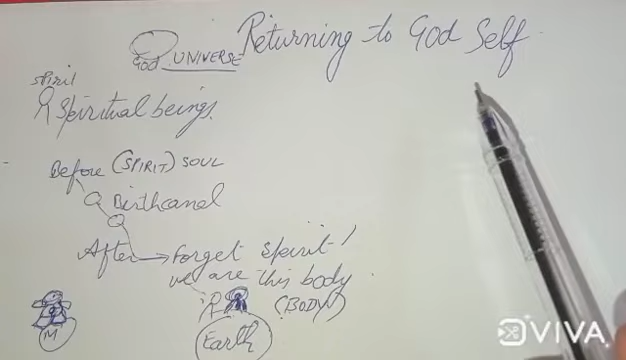 Returning to God Self
God UNIVERSE
spirit
Spiritual beings.
Before (SPIRIT) SOUL
Birthcanel
After → Forget spirit
we are this body
(BODY)
M
Earth
VIVA